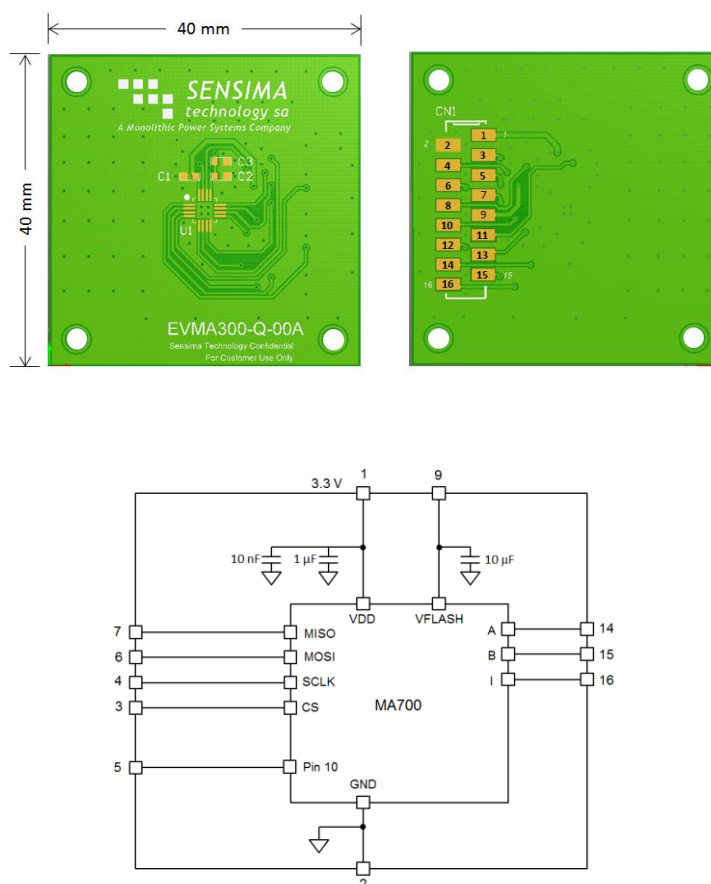 40 mm
40 mm
SENSIMA
technology sa
A Monolithic Power Systems Company
C3
C1
C2
U1
EVMA300-Q-00A
Sensima Technology Confidential
For Customer Use Only
CN1
1
1
2
2
3
4
5
6
7
8
9
10
11
12
13
14
15
15
16
16
3.3 V
1
9
10 nF
1 µF
10 µF
VDD
VFLASH
7
MISO
A
14
6
MOSI
B
15
4
SCLK
I
16
3
CS
MA700
5
Pin 10
GND
2